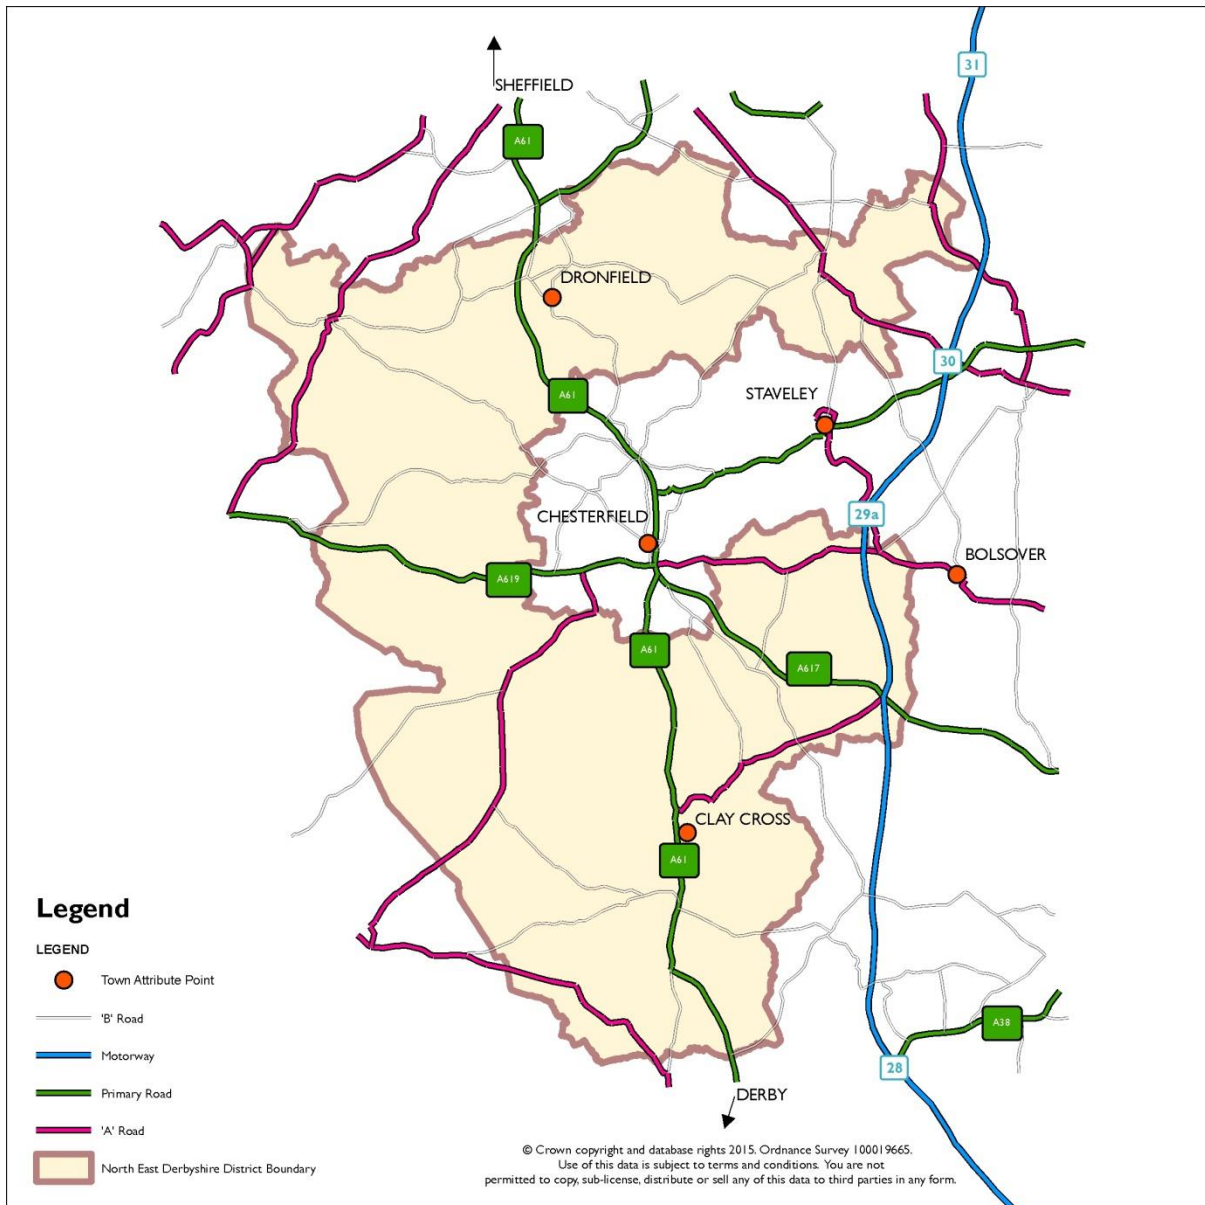 31
SHEFFIELD
A61
DRONFIELD
30
A61
STAVELEY
29a
CHESTERFIELD
BOLSOVER
A619
A61
A617
CLAY CROSS
A61
A38
28
DERBY
Legend
LEGEND
Town Attribute Point
'B' Road
Motorway
Primary Road
'A' Road
North East Derbyshire District Boundary
© Crown copyright and database rights 2015. Ordnance Survey 100019665.
Use of this data is subject to terms and conditions. You are not
permitted to copy, sub-license, distribute or sell any of this data to third parties in any form.